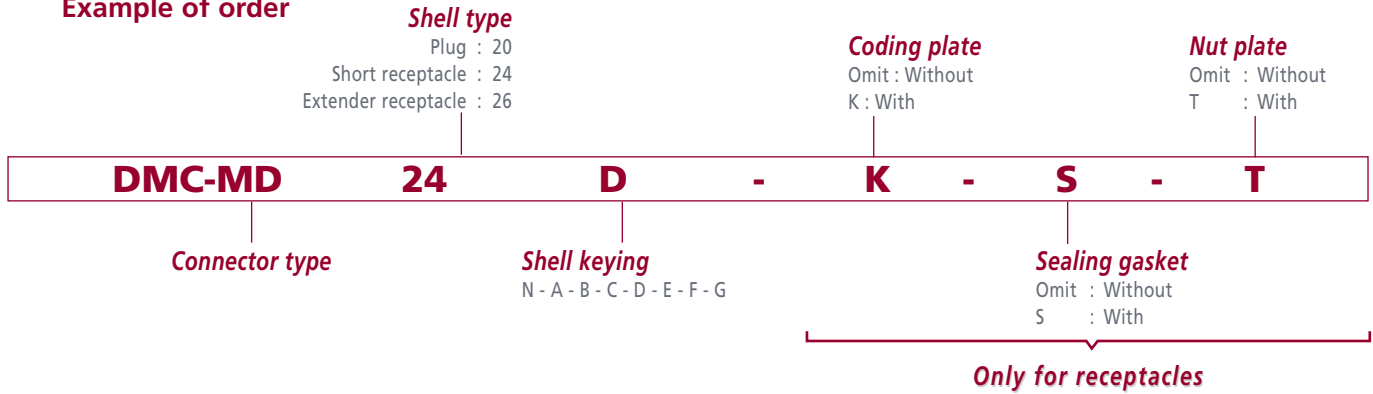 Example of order
Shell type
Plug : 20
Short receptacle : 24
Extender receptacle : 26
Coding plate
Omit : Without
K : With
Nut plate
Omit : Without
T : With
DMC-MD 24 D - K - S - T
Connector type
Shell keying
N - A - B - C - D - E - F - G
Sealing gasket
Omit : Without
S : With
Only for receptacles